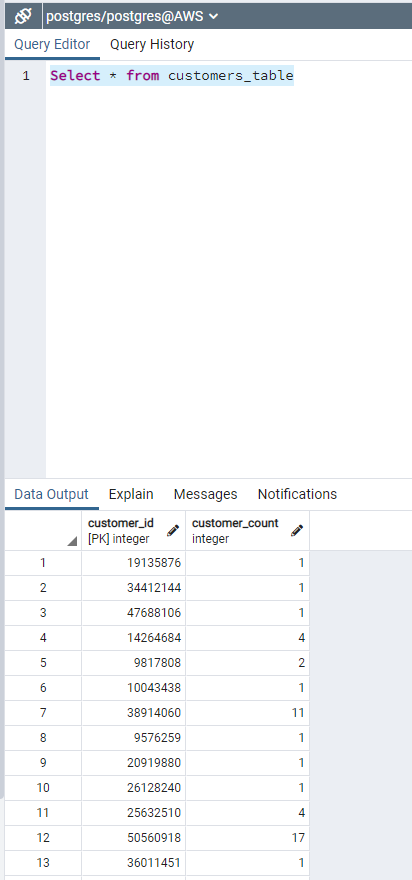 postgres/postgres@AWS
Query Editor Query History
1 Select * from customers_table
Data Output Explain Messages Notifications
customer_id customer_count
[PK] integer integer
1 19135876 1
2 34412144 1
3 47688106 1
4 14264684 4
5 9817808 2
6 10043438 1
7 38914060 11
8 9576259 1
9 20919880 1
10 26128240 1
11 25632510 4
12 50560918 17
13 36011451 1